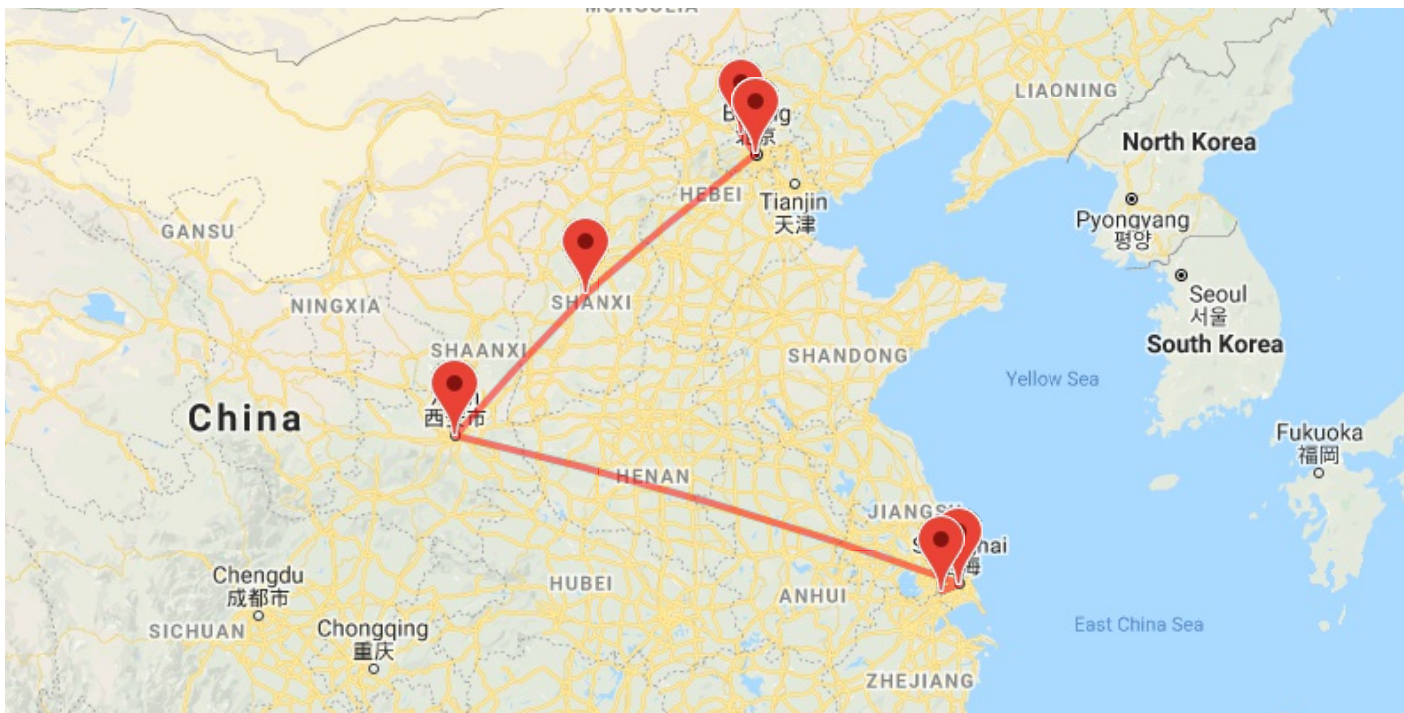 MONGOLIA
LIAONING
North Korea
HEBEI
Tianjin
天津
Pyongyang
평양
GANSU
NINGXIA
SHANXI
Seoul
서울
South Korea
SHAANXI
SHANDONG
Yellow Sea
China
Fukuoka
福岡
HENAN
JIANGSU
Chengdu
成都市
HUBEI
ANHUI
SICHUAN
Chongqing
重庆
East China Sea
ZHEJIANG